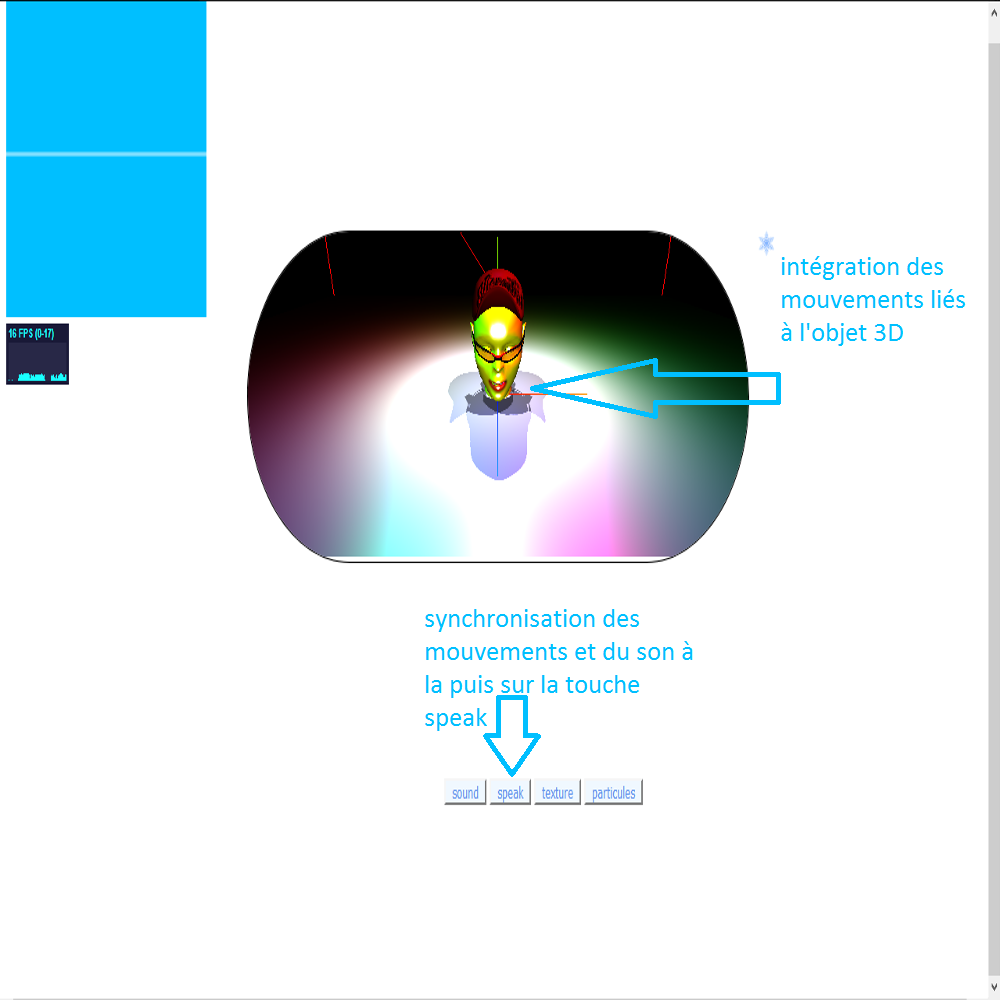 16 FPS (0-17)
intégration des
mouvements liés
à l'objet 3D
synchronisation des
mouvements et du son à
la puis sur la touche
speak
sound speak texture particules